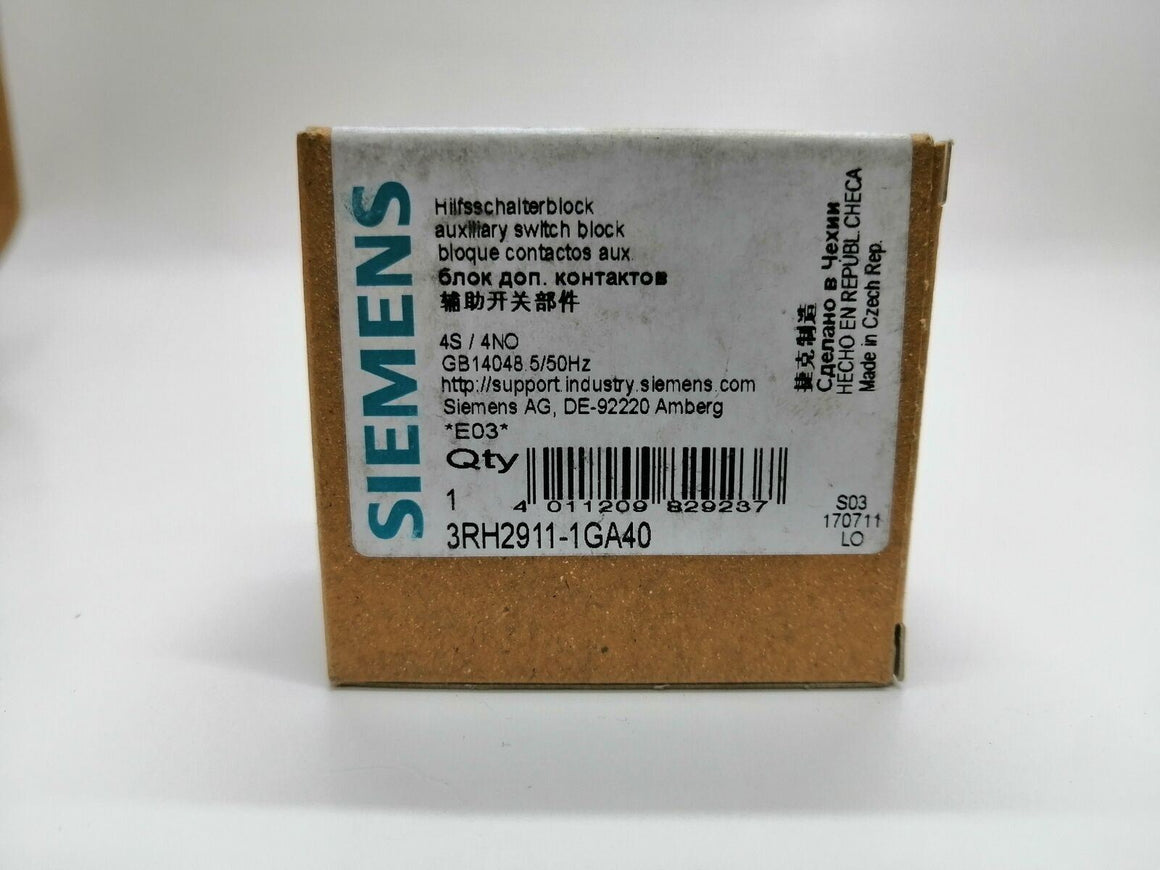 SIEMENS
Hilfsschalterblock
auxiliary switch block
bloque contactos aux.
блок доп. контактов
辅助开关部件
4S / 4NO
GB14048.5/50Hz
http://support.industry.siemens.com
Siemens AG, DE-92220 Amberg
*E03*
Qty
1
4 011209 829237
3RH2911-1GA40
捷克制造
Сделано в Чехии
HECHO EN REPUBL.CHECA
Made in Czech Rep.
S03
170711
LO